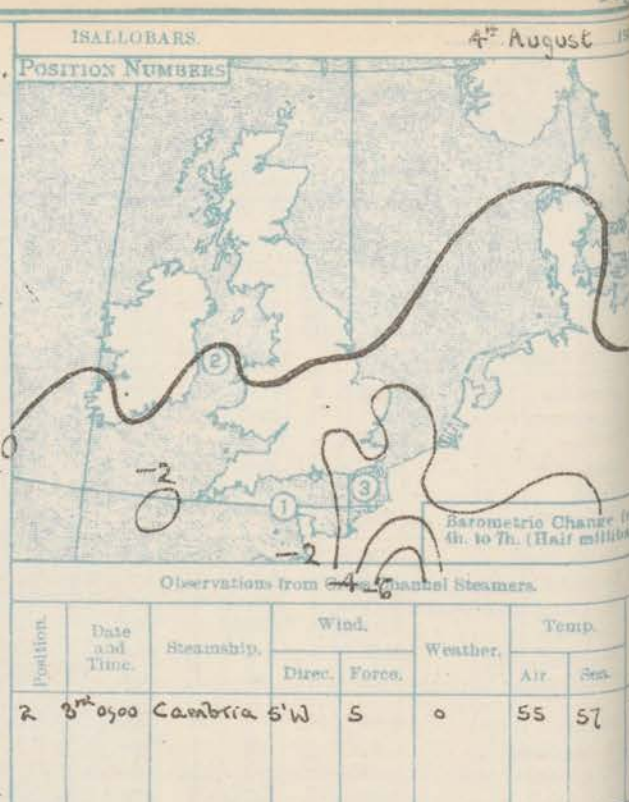 ISALLOBARS. 4th August
POSITION NUMBERS
2
0
-2
1
3
Barometric Change
4h. to 7h. (Half
-2
-4
-6
Observations from Channel Steamers.
Position. Date and Time. Steamship. Wind. Weather. Temp.
Direc. Force. Air Sea
2 3rd 0500 Cambria S'W 5 o 55 57